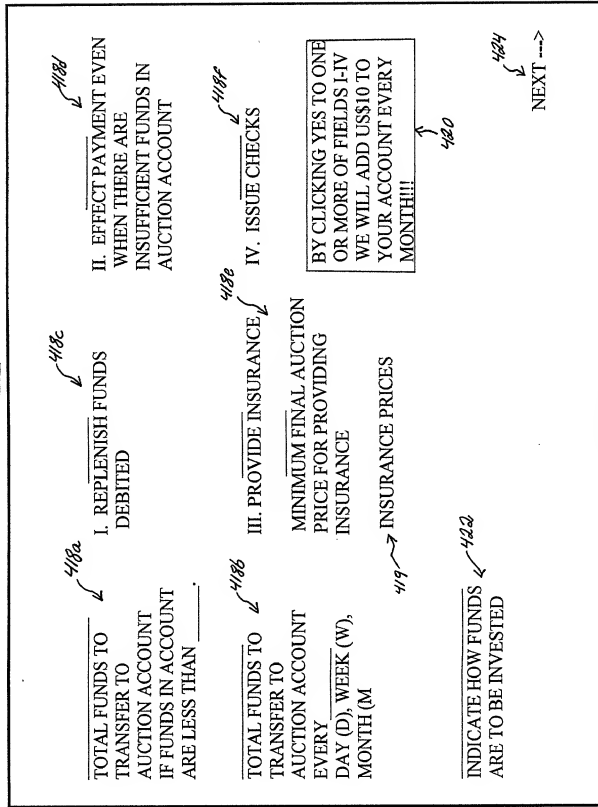 418a
TOTAL FUNDS TO
TRANSFER TO
AUCTION ACCOUNT
IF FUNDS IN ACCOUNT
ARE LESS THAN ____.
418c
I. REPLENISH FUNDS
DEBITED
418d
II. EFFECT PAYMENT EVEN
WHEN THERE ARE
INSUFFICIENT FUNDS IN
AUCTION ACCOUNT
418b
TOTAL FUNDS TO
TRANSFER TO
AUCTION ACCOUNT
EVERY ____
DAY (D), WEEK (W),
MONTH (M
418e
III. PROVIDE INSURANCE
MINIMUM FINAL AUCTION
PRICE FOR PROVIDING
INSURANCE
419
INSURANCE PRICES
418f
IV. ISSUE CHECKS
BY CLICKING YES TO ONE
OR MORE OF FIELDS I-IV
WE WILL ADD US$10 TO
YOUR ACCOUNT EVERY
MONTH!!!
420
422
INDICATE HOW FUNDS
ARE TO BE INVESTED
424
NEXT --->